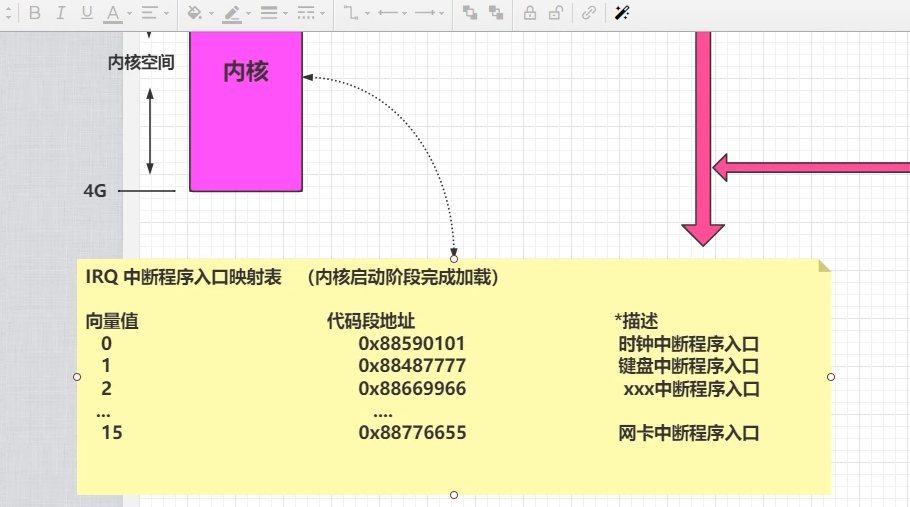 B I U A
内核空间
内核
4G
IRQ 中断程序入口映射表 （内核启动阶段完成加载）
向量值 代码段地址 *描述
0 0x88590101 时钟中断程序入口
1 0x88487777 键盘中断程序入口
2 0x88669966 xxx中断程序入口
... ....
15 0x88776655 网卡中断程序入口